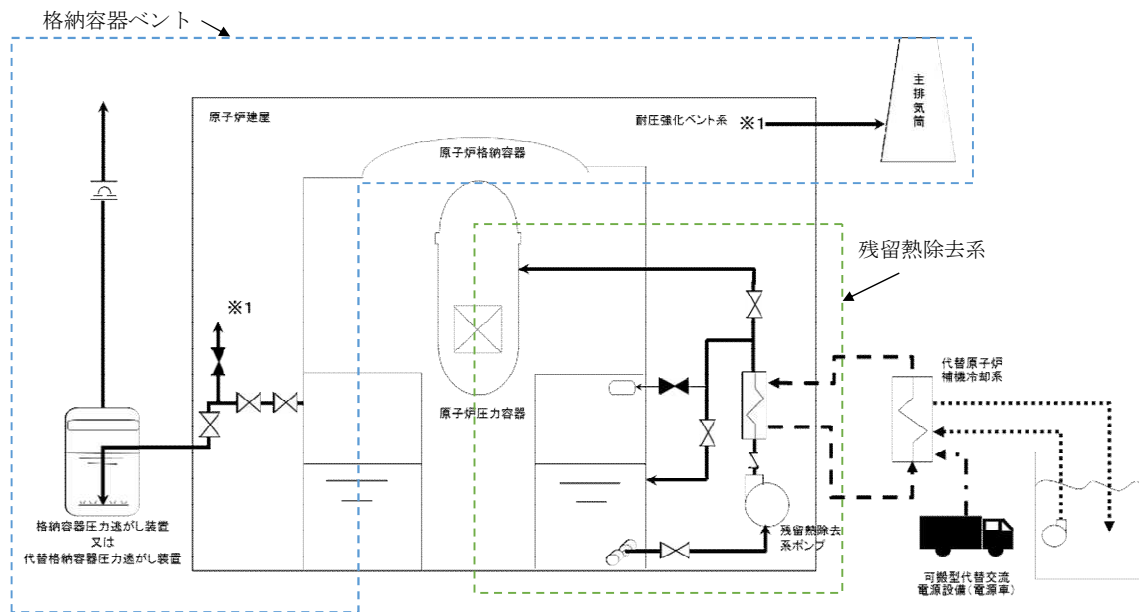 格納容器ベント
主排気筒
原子炉建屋
耐圧強化ベント系 ※1
原子炉格納容器
残留熱除去系
※1
代替原子炉
補機冷却系
原子炉圧力容器
格納容器圧力逃がし装置
又は
代替格納容器圧力逃がし装置
残留熱除去
系ポンプ
可搬型代替交流
電源設備(電源車)